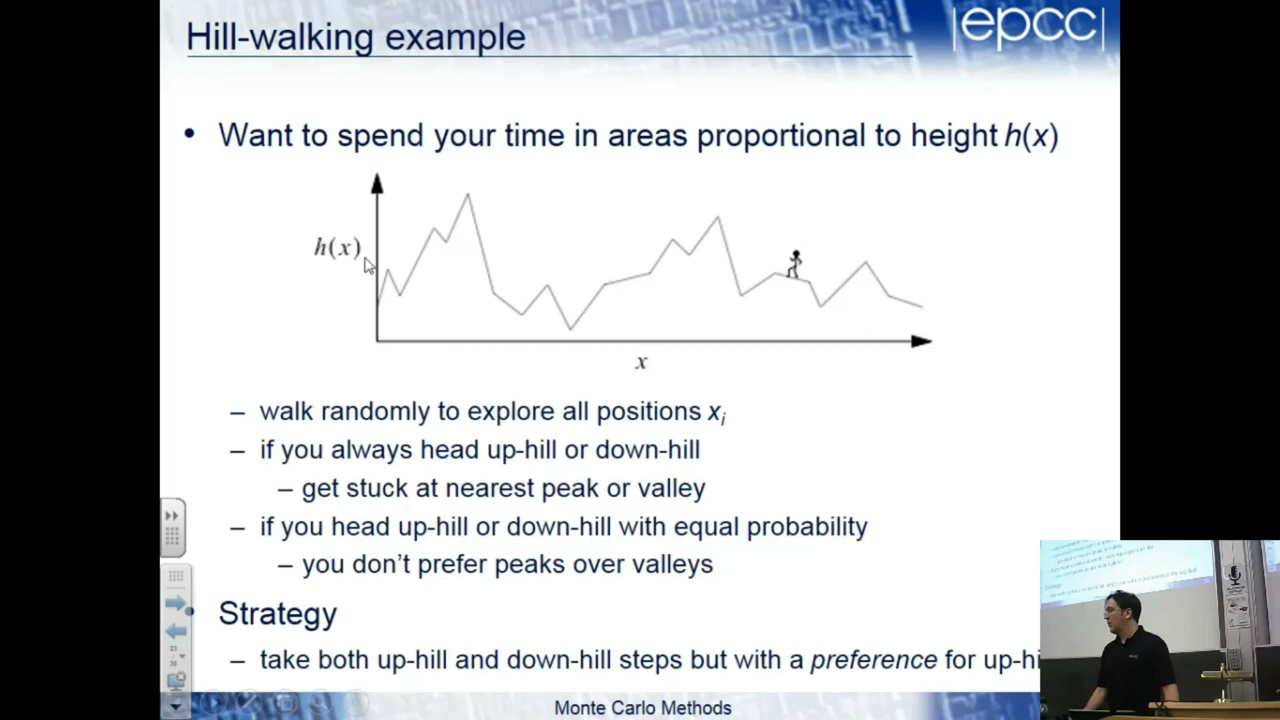 Hill-walking example
|epcc|
• Want to spend your time in areas proportional to height h(x)
h(x)
x
– walk randomly to explore all positions xi
– if you always head up-hill or down-hill
– get stuck at nearest peak or valley
– if you head up-hill or down-hill with equal probability
– you don't prefer peaks over valleys
• Strategy
– take both up-hill and down-hill steps but with a preference for up-hi
Monte Carlo Methods